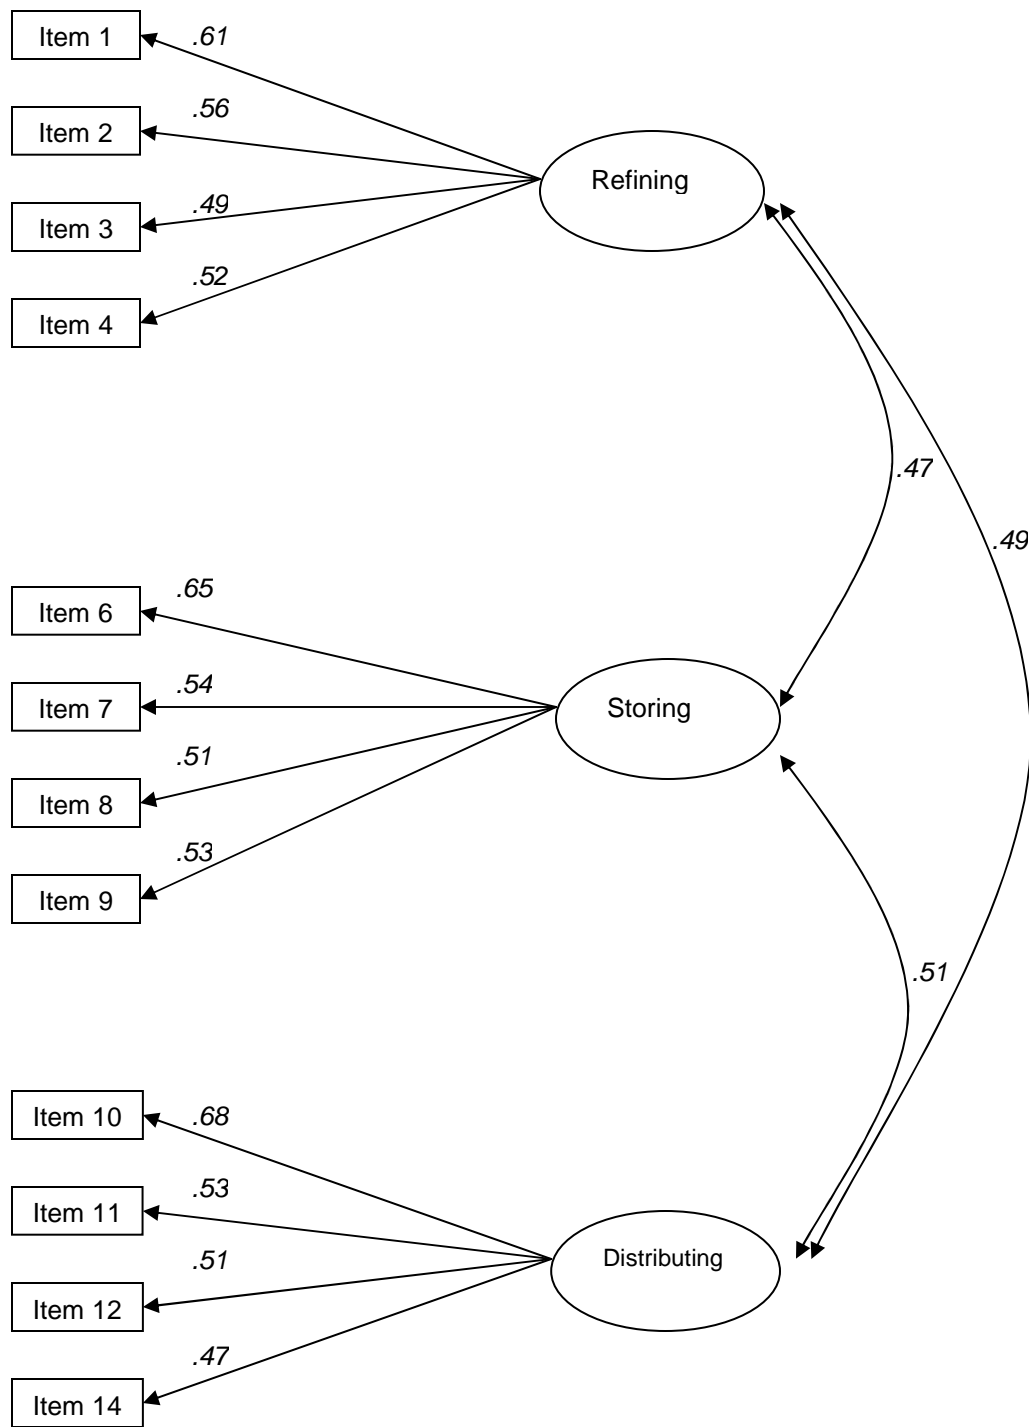 Item 1
.61
Item 2
.56
Item 3
.49
Item 4
.52
Refining
.47
.49
Item 6
.65
Item 7
.54
Item 8
.51
Item 9
.53
Storing
.51
Item 10
.68
Item 11
.53
Item 12
.51
Item 14
.47
Distributing